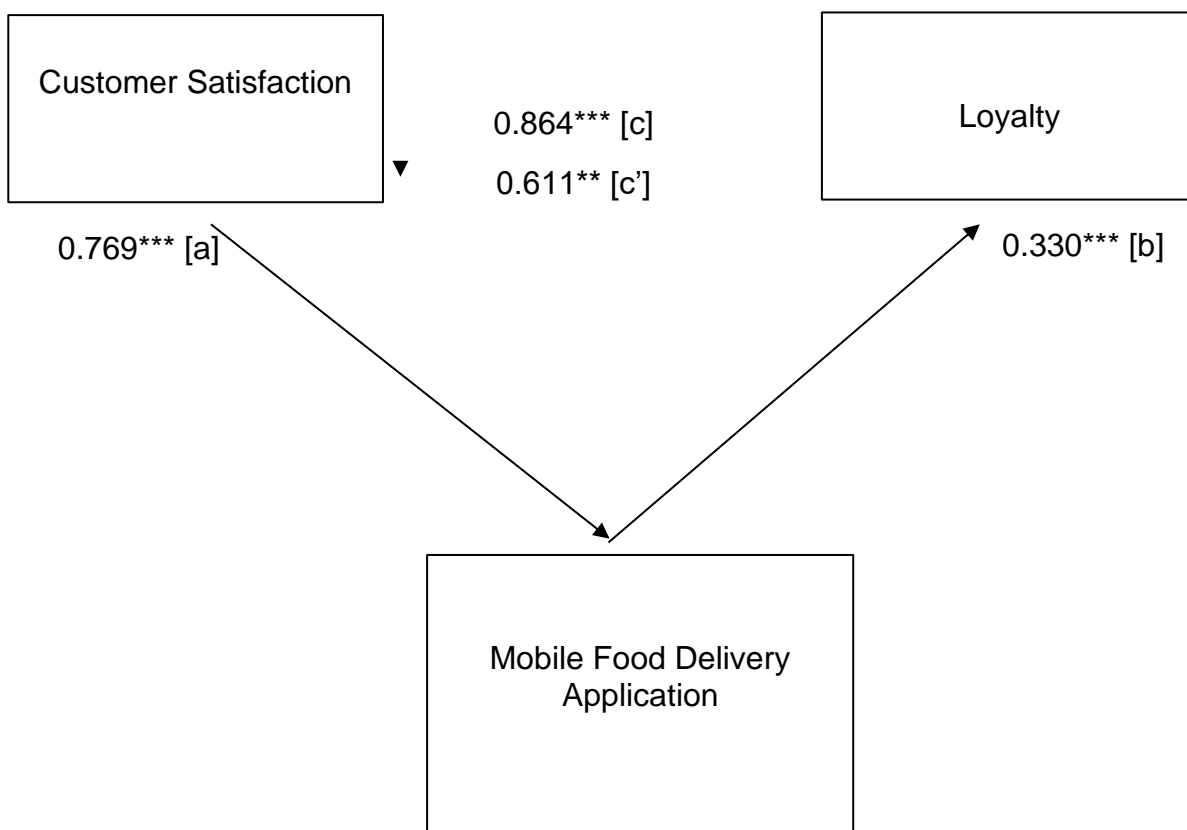 Customer Satisfaction
0.864*** [c]
Loyalty
0.611** [c’]
0.769*** [a]
0.330*** [b]
Mobile Food Delivery
Application